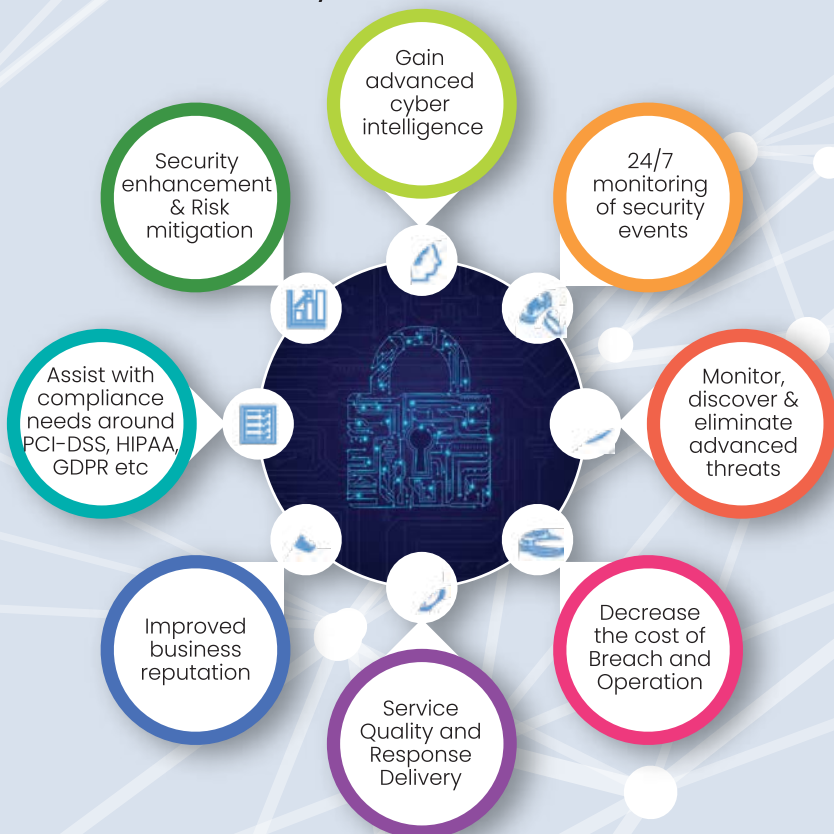 Gain
advanced
cyber
intelligence
24/7
monitoring
of security
events
Monitor,
discover &
eliminate
advanced
threats
Decrease
the cost of
Breach and
Operation
Service
Quality and
Response
Delivery
Improved
business
reputation
Assist with
compliance
needs around
PCI-DSS, HIPAA,
GDPR etc
Security
enhancement
& Risk
mitigation